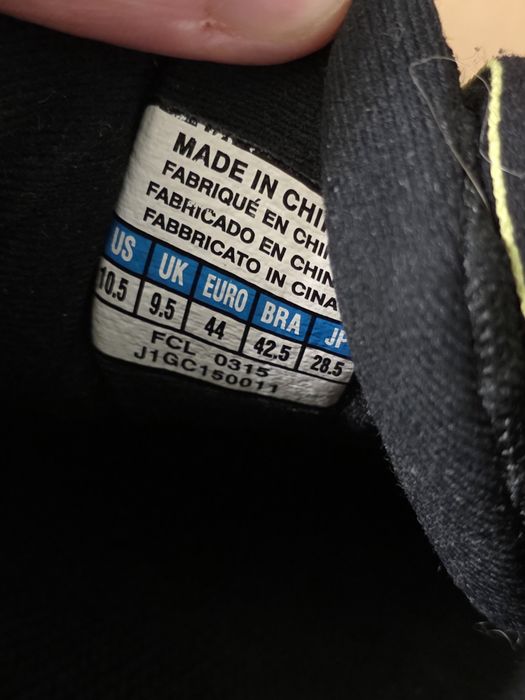 MADE IN CHI
FABRIQUÉ EN CHI
FABRICADO EN CHIN
FABBRICATO IN CINA
US UK EURO BRA JP
10.5 9.5 44 42.5 28.5
FCL 0315
J1GC150011